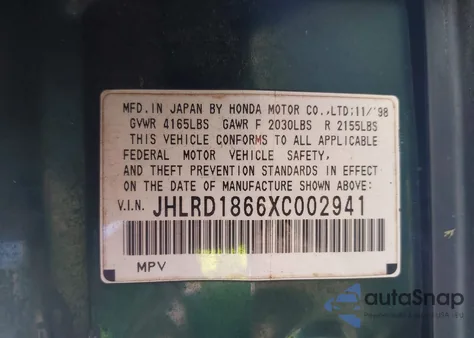 MFD.IN JAPAN BY HONDA MOTOR CO.,LTD;11/'98
GVWR 4165LBS GAWR F 2030LBS R 2155LBS
THIS VEHICLE CONFORMS TO ALL APPLICABLE
FEDERAL MOTOR VEHICLE SAFETY,
AND THEFT PREVENTION STANDARDS IN EFFECT
ON THE DATE OF MANUFACTURE SHOWN ABOVE:
V.I.N. JHLRD1866XC002941
MPV
autaSnap